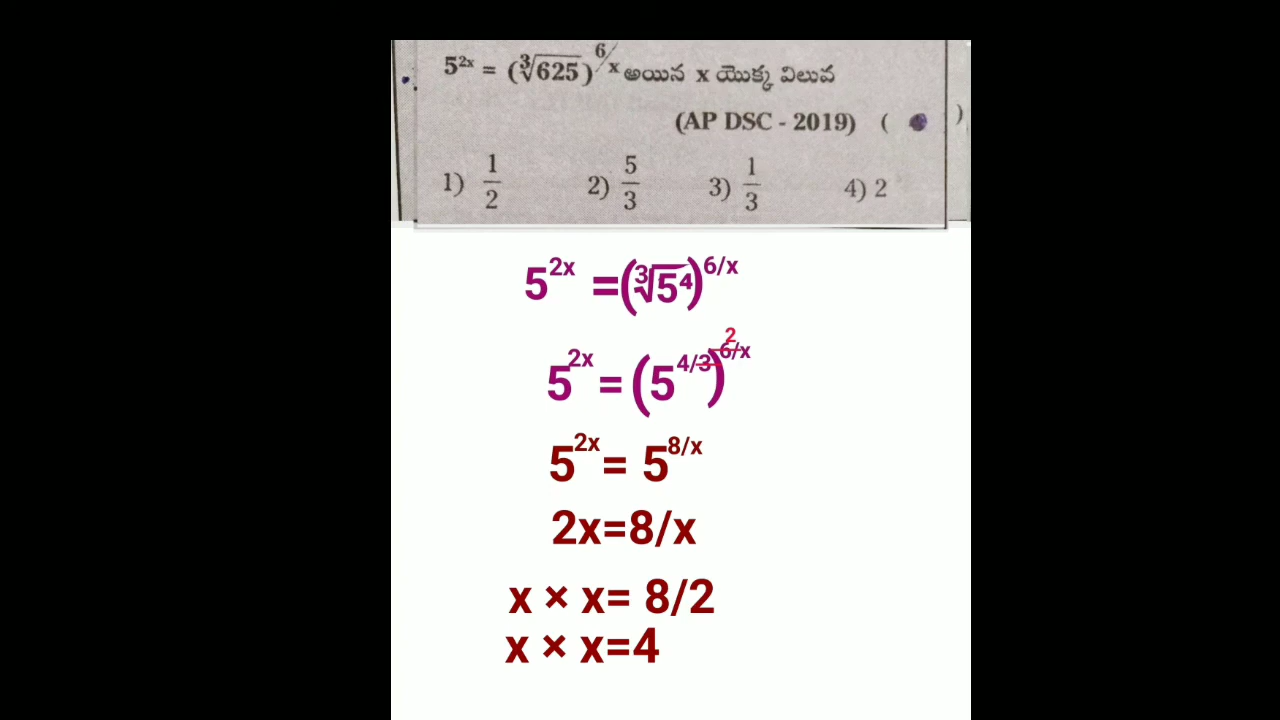 5^2x = (∛625)^6/x అయిన x యొక్క విలువ
(AP DSC - 2019) ( )
1) 1/2 2) 5/3 3) 1/3 4) 2
5^2x =(∛5⁴)^6/x
2
5^2x = (5^4/3)^6/x
5^2x = 5^8/x
2x=8/x
x × x= 8/2
x × x=4